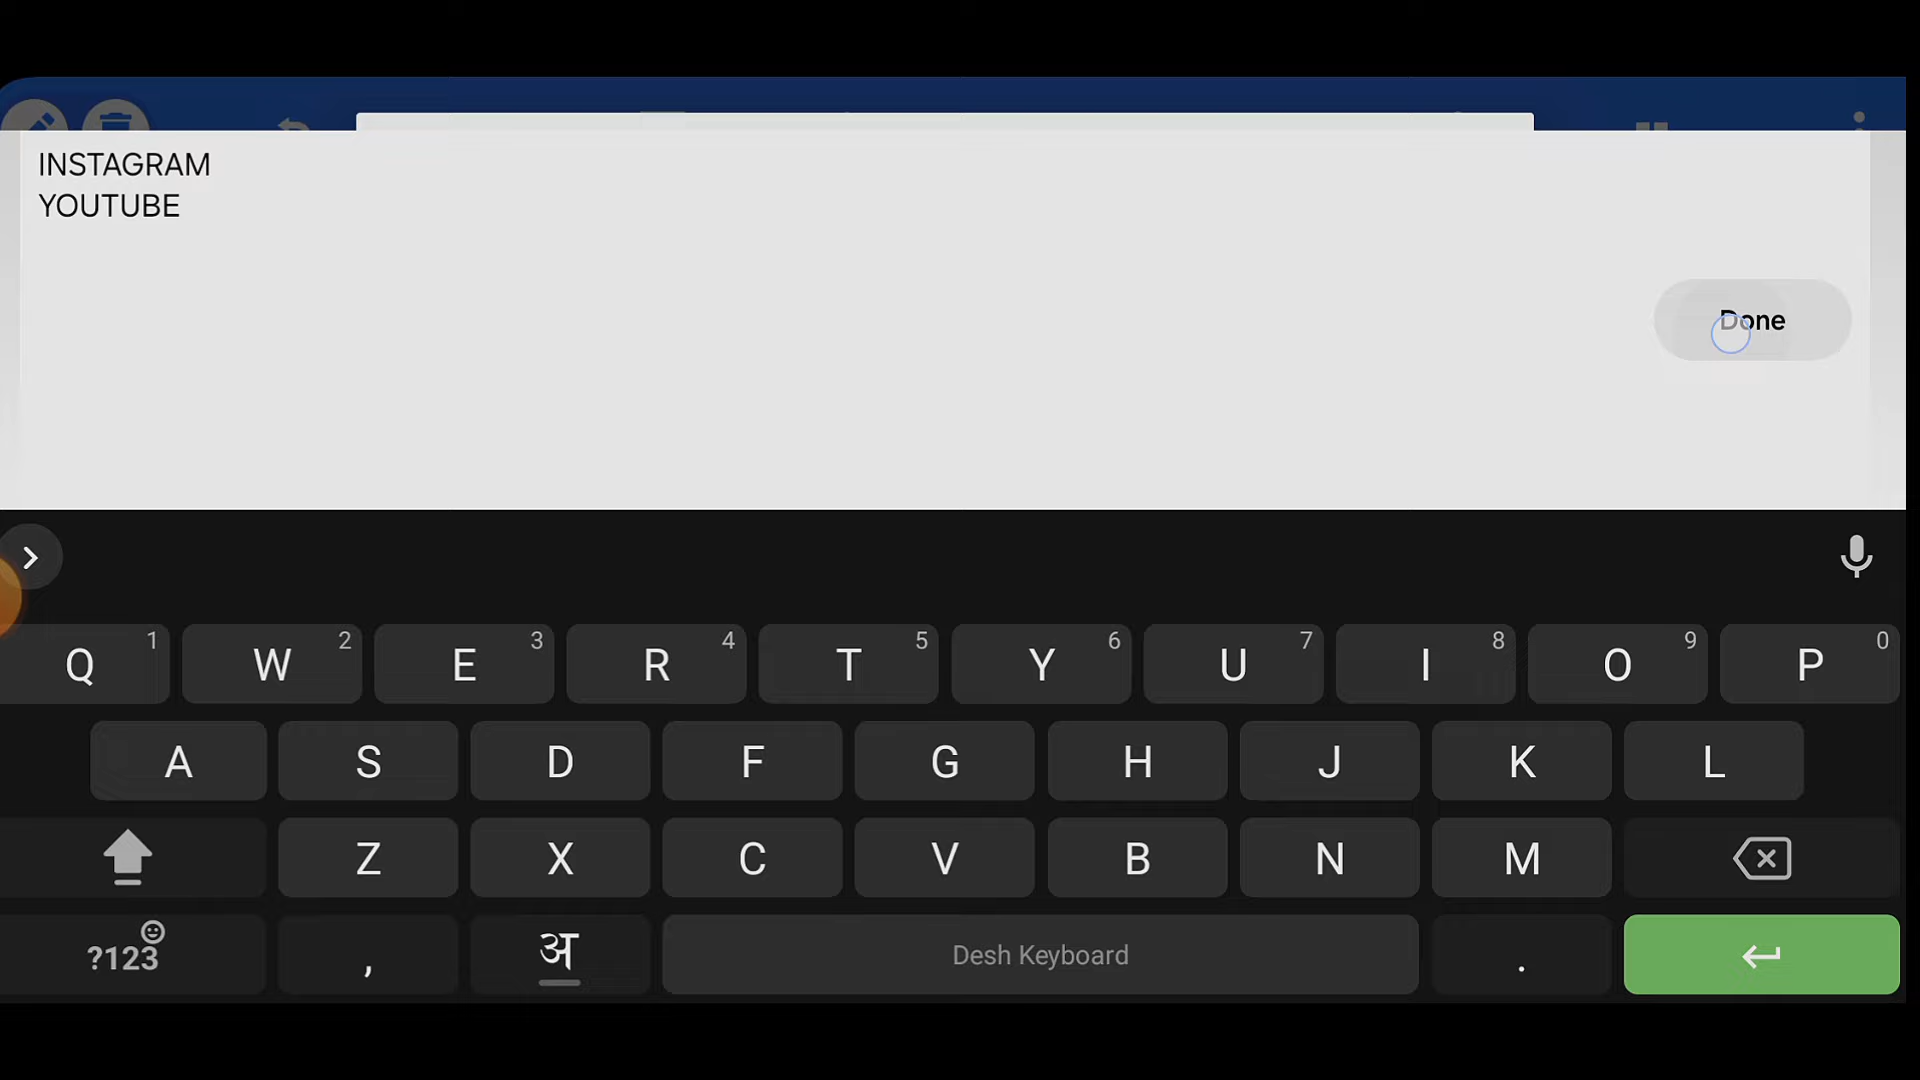 INSTAGRAM
YOUTUBE
Done
Q 1 W 2 E 3 R 4 T 5 Y 6 U 7 I 8 O 9 P 0
A S D F G H J K L
Z X C V B N M
?123 , अ Desh Keyboard .